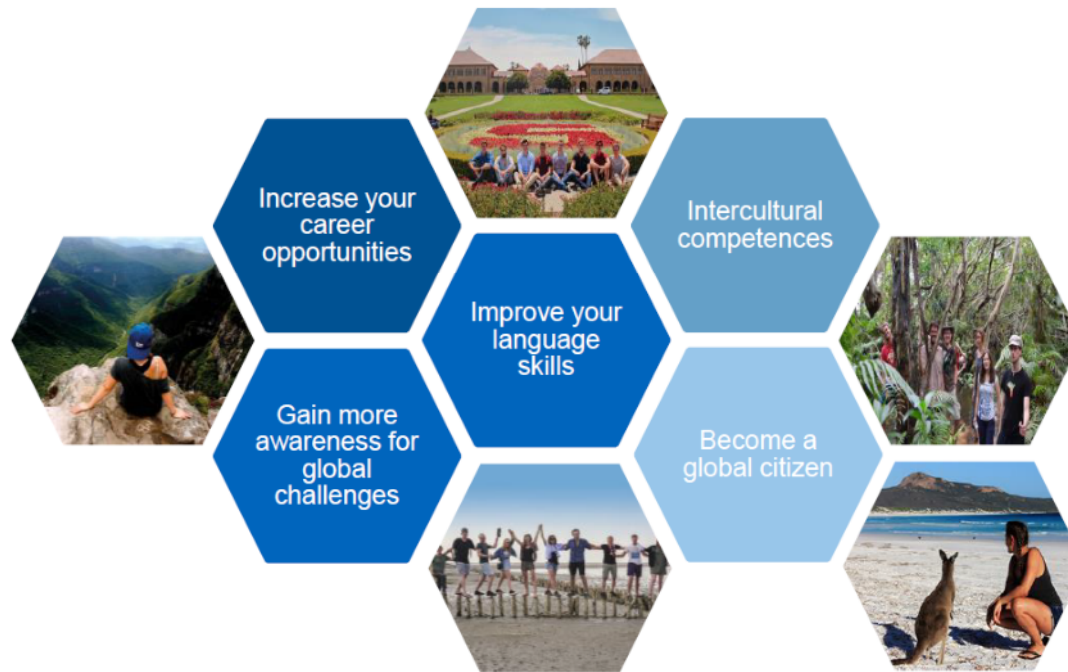 Increase your
career
opportunities
Intercultural
competences
Improve your
language
skills
Gain more
awareness for
global
challenges
Become a
global citizen